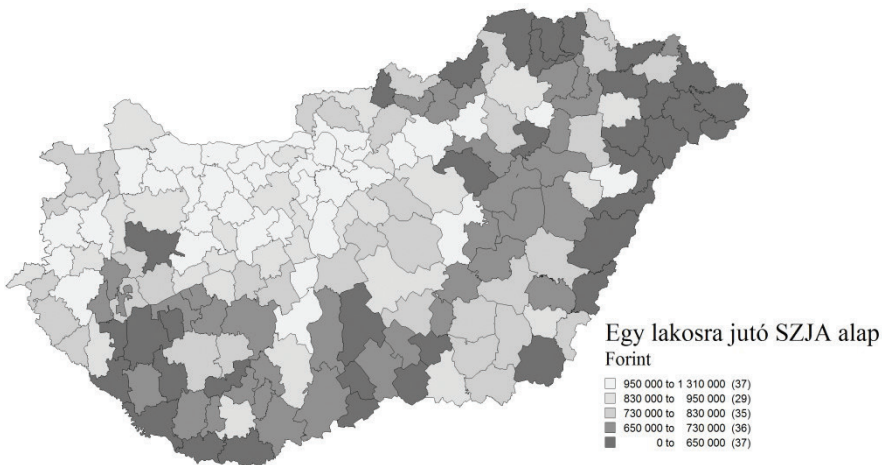 Egy lakosra jutó SZJA alap
Forint
950 000 to 1 310 000 (37)
830 000 to 950 000 (29)
730 000 to 830 000 (35)
650 000 to 730 000 (36)
0 to 650 000 (37)